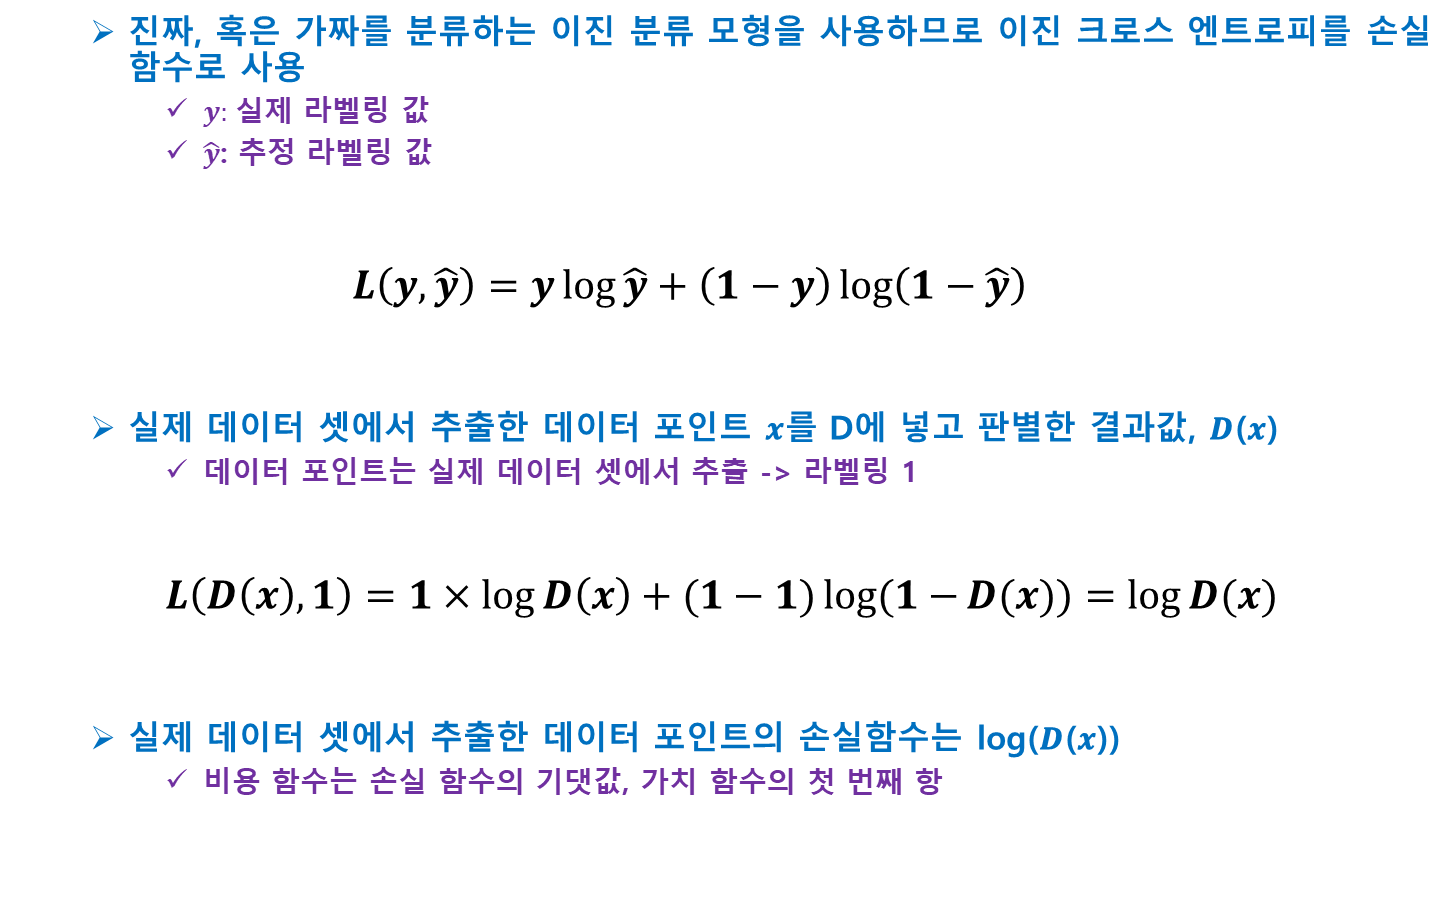 ➢ 진짜, 혹은 가짜를 분류하는 이진 분류 모형을 사용하므로 이진 크로스 엔트로피를 손실
함수로 사용
✓ y: 실제 라벨링 값
✓ ŷ: 추정 라벨링 값
L(y, ŷ) = y log ŷ + (1 − y) log(1 − ŷ)
➢ 실제 데이터 셋에서 추출한 데이터 포인트 x를 D에 넣고 판별한 결과값, D(x)
✓ 데이터 포인트는 실제 데이터 셋에서 추출 -> 라벨링 1
L(D(x), 1) = 1 × log D(x) + (1 − 1) log(1 − D(x)) = log D(x)
➢ 실제 데이터 셋에서 추출한 데이터 포인트의 손실함수는 log(D(x))
✓ 비용 함수는 손실 함수의 기댓값, 가치 함수의 첫 번째 항